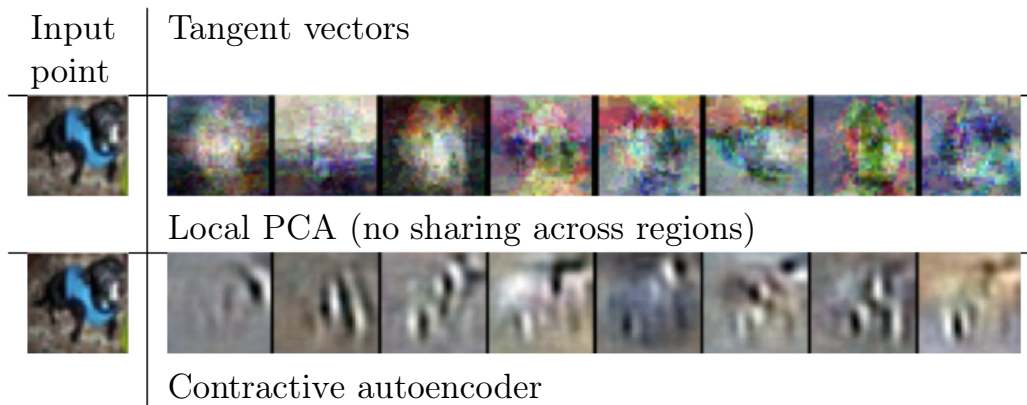 Input
point
Tangent vectors
Local PCA (no sharing across regions)
Contractive autoencoder